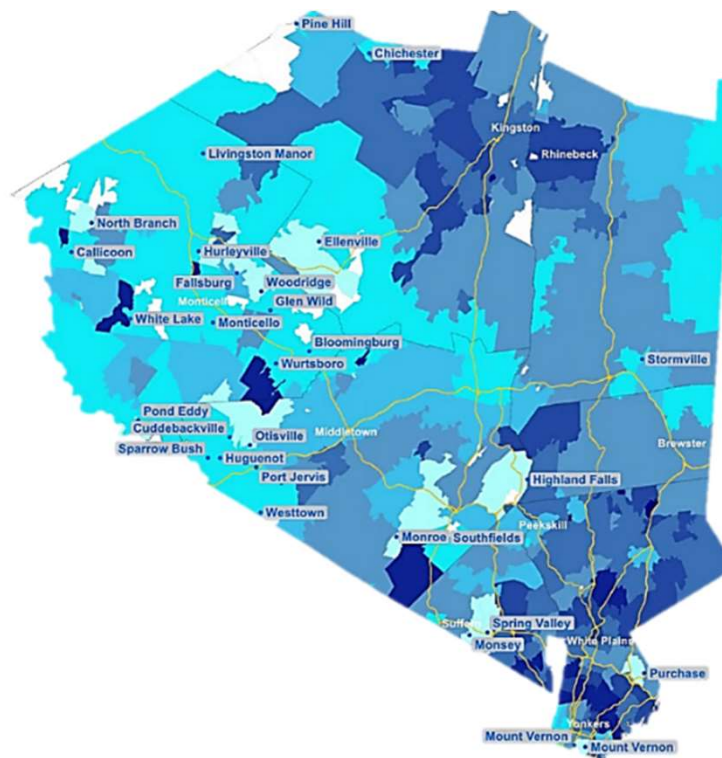 Pine Hill
Chichester
Kingston
Rhinebeck
Livingston Manor
North Branch
Ellenville
Callicoon
Hurleyville
Fallsburg
Woodridge
Monticello
Glen Wild
White Lake
Monticello
Bloomingburg
Wurtsboro
Stormville
Pond Eddy
Cuddebackville
Otisville
Middletown
Sparrow Bush
Huguenot
Brewster
Port Jervis
Highland Falls
Westtown
Peekskill
Monroe
Southfields
Suffern
Spring Valley
Monsey
White Plains
Purchase
Yonkers
Mount Vernon
Mount Vernon